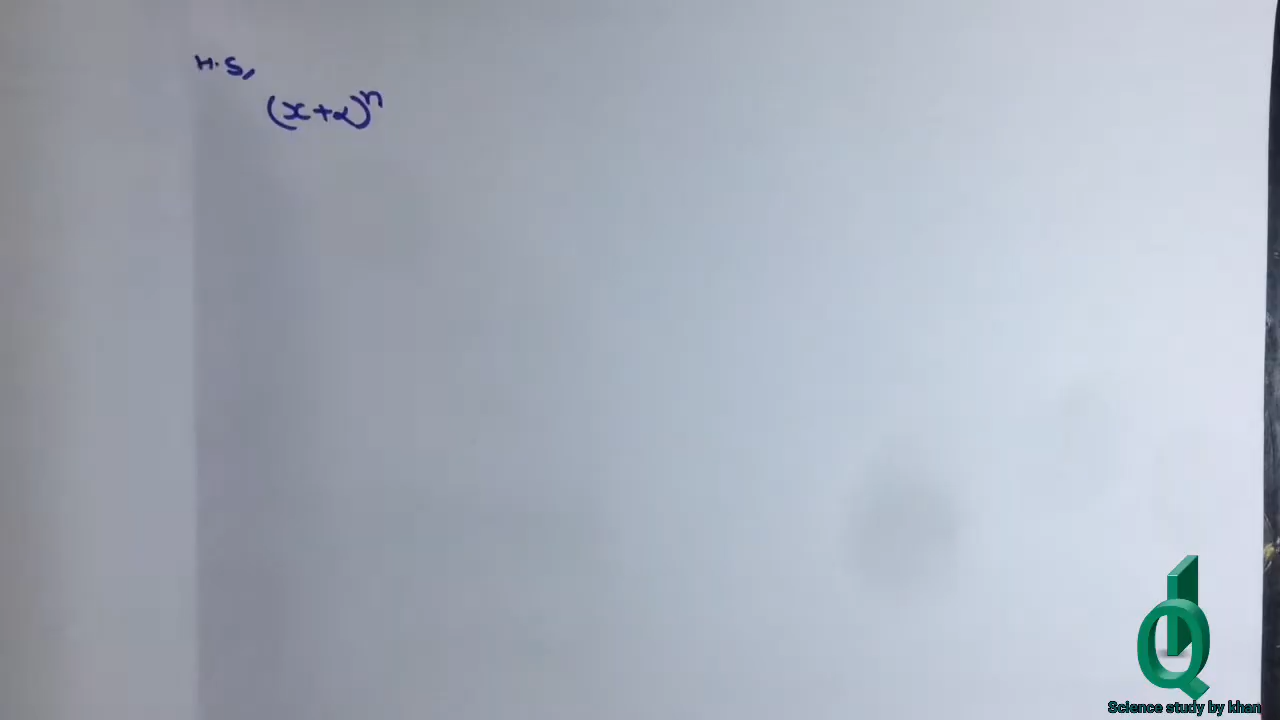 H.S,
(x+α)ⁿ
Science study by khan